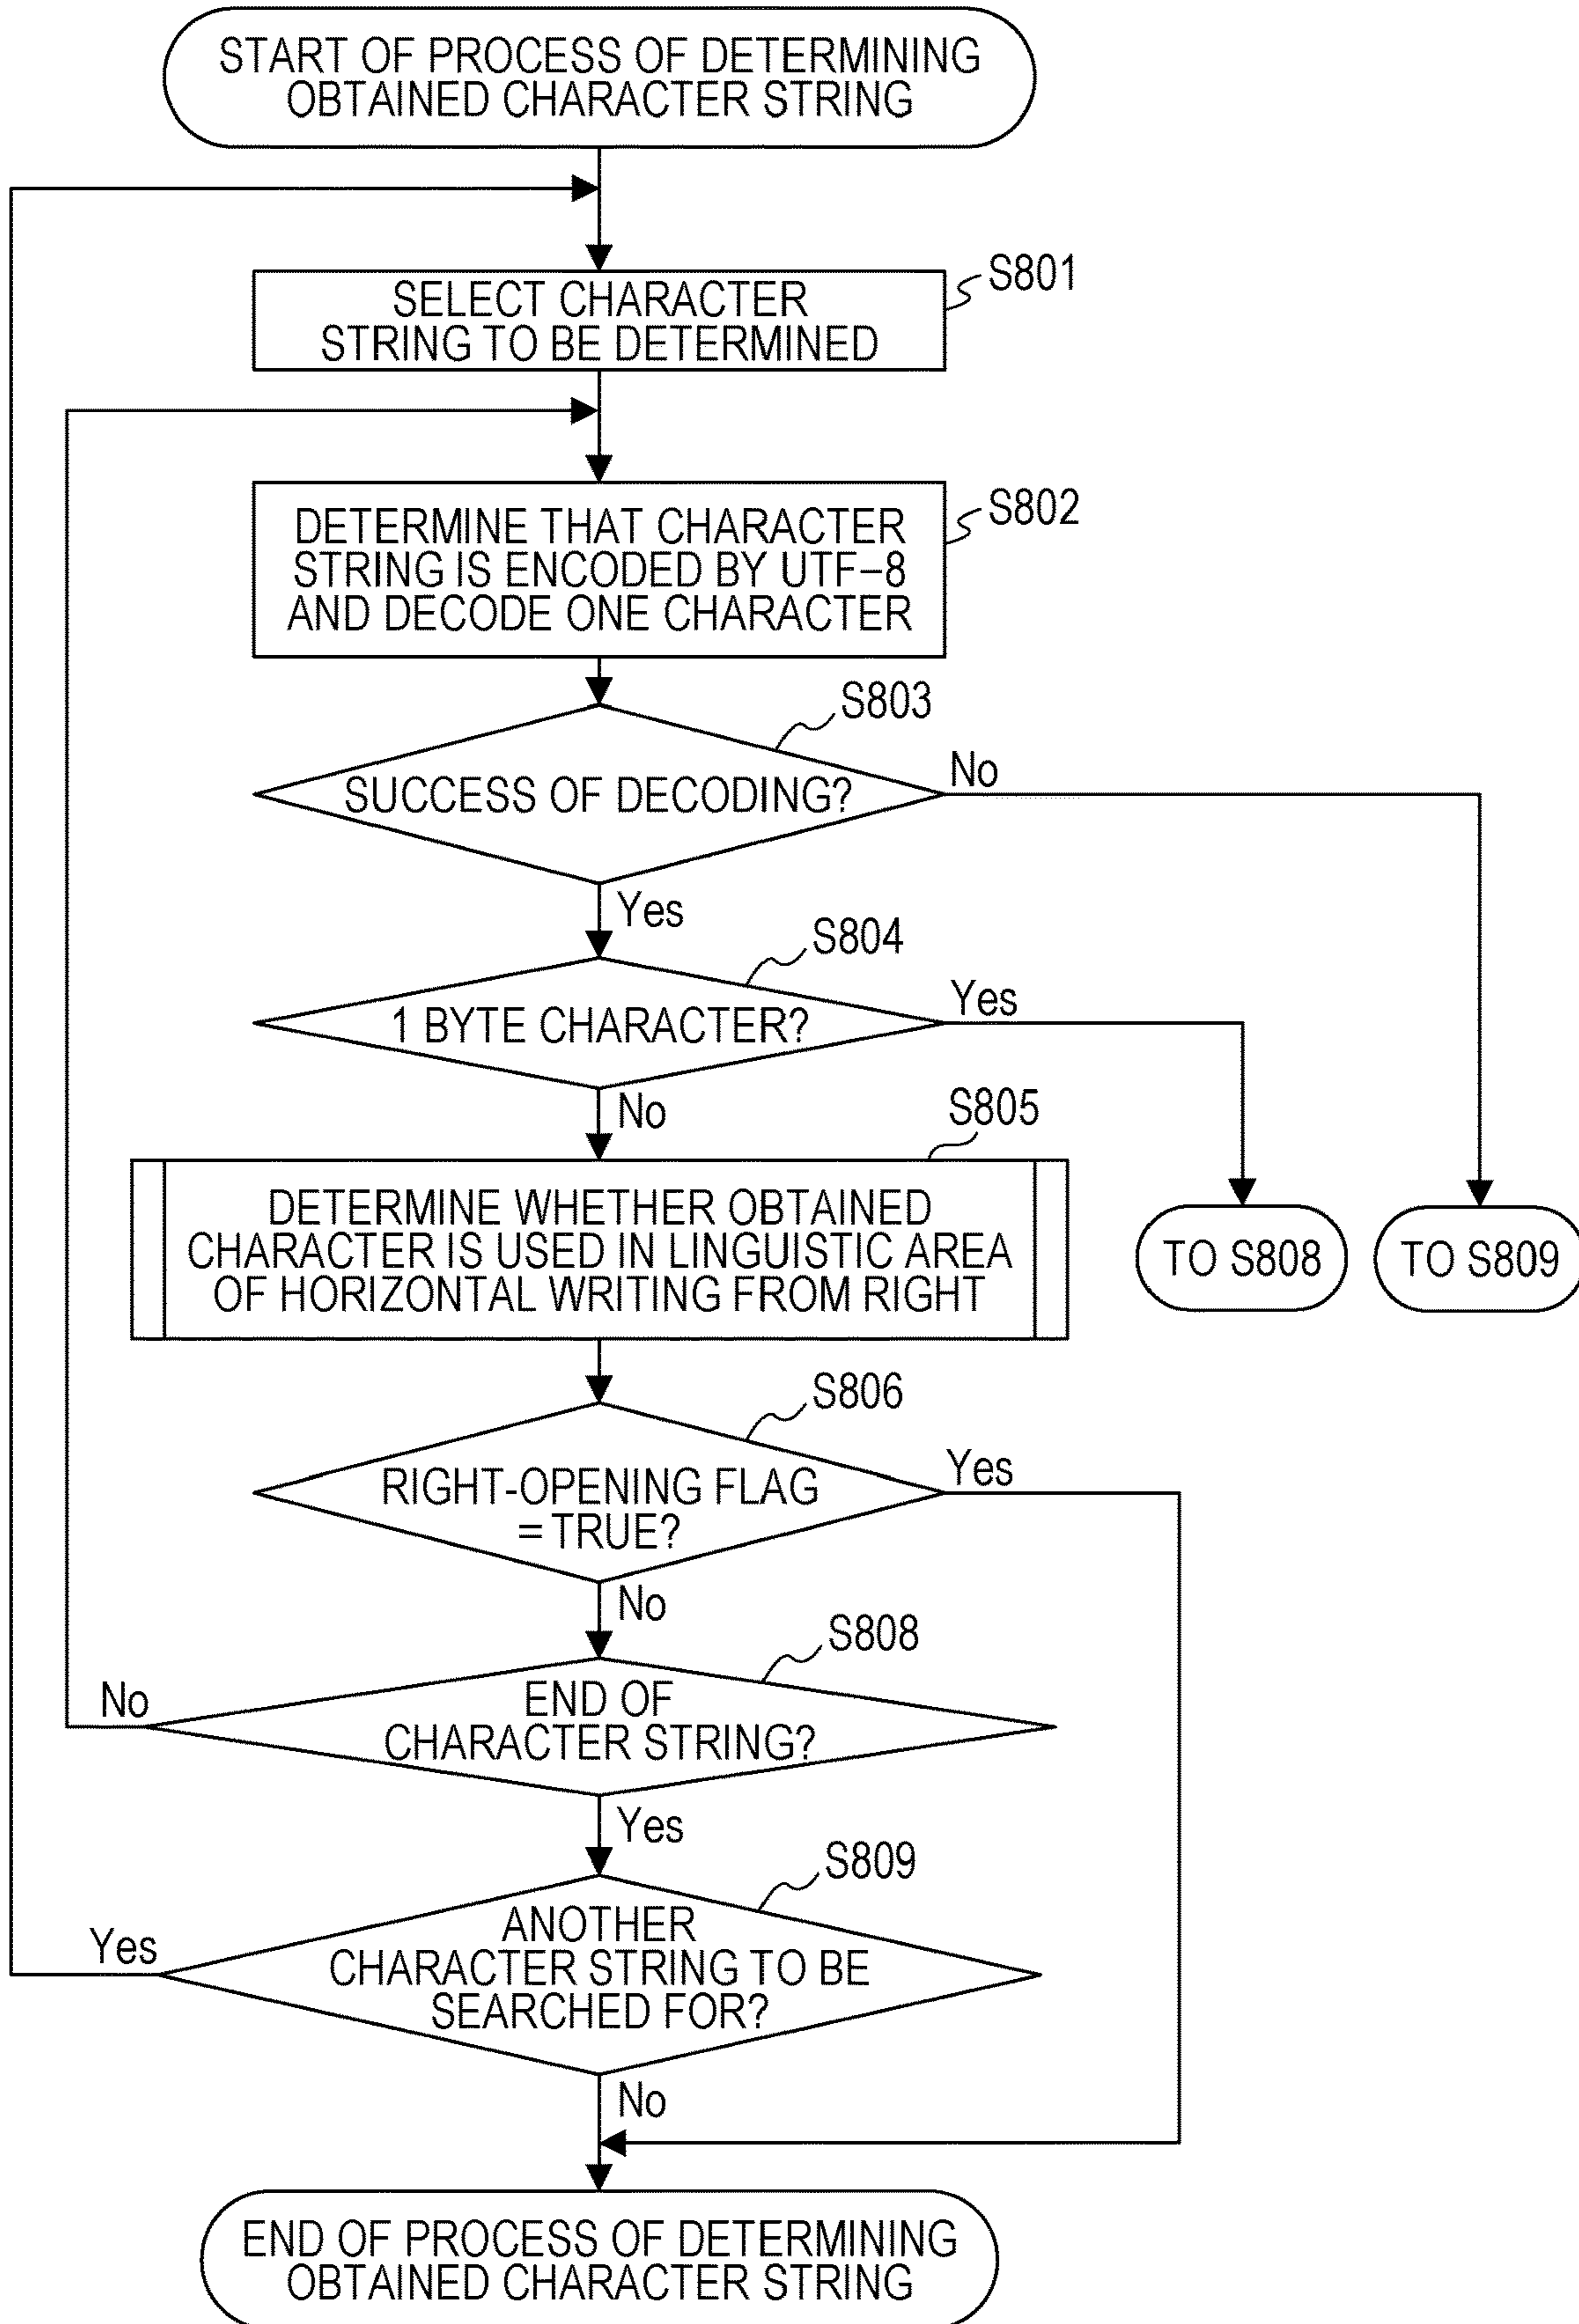 START OF PROCESS OF DETERMINING
OBTAINED CHARACTER STRING
S801
SELECT CHARACTER
STRING TO BE DETERMINED
S802
DETERMINE THAT CHARACTER
STRING IS ENCODED BY UTF-8
AND DECODE ONE CHARACTER
S803
SUCCESS OF DECODING?
No
Yes
S804
1 BYTE CHARACTER?
Yes
No
S805
DETERMINE WHETHER OBTAINED
CHARACTER IS USED IN LINGUISTIC AREA
OF HORIZONTAL WRITING FROM RIGHT
TO S808
TO S809
S806
RIGHT-OPENING FLAG
= TRUE?
Yes
No
S808
END OF
CHARACTER STRING?
No
Yes
S809
ANOTHER
CHARACTER STRING TO BE
SEARCHED FOR?
Yes
No
END OF PROCESS OF DETERMINING
OBTAINED CHARACTER STRING